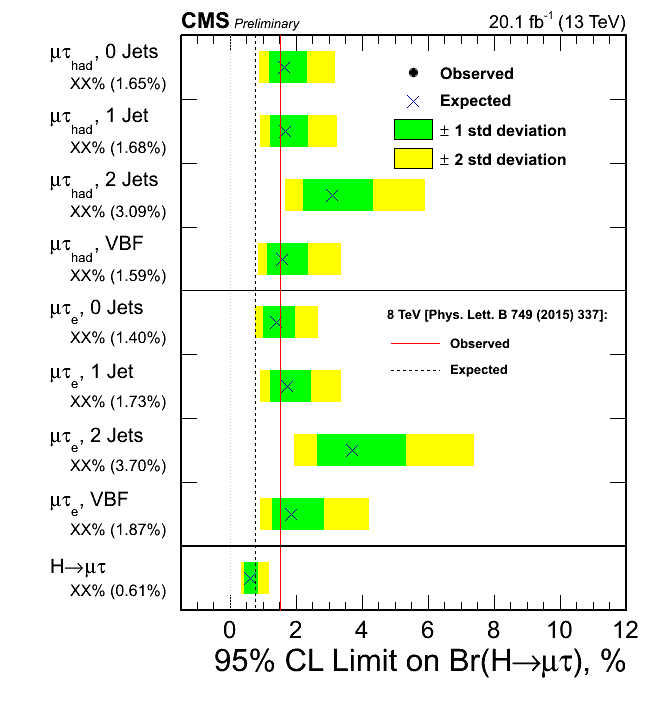 CMS Preliminary 20.1 fb⁻¹ (13 TeV)
μτhad, 0 Jets
XX% (1.65%)
μτhad, 1 Jet
XX% (1.68%)
μτhad, 2 Jets
XX% (3.09%)
μτhad, VBF
XX% (1.59%)
μτe, 0 Jets
XX% (1.40%)
μτe, 1 Jet
XX% (1.73%)
μτe, 2 Jets
XX% (3.70%)
μτe, VBF
XX% (1.87%)
H→μτ
XX% (0.61%)
Observed
Expected
± 1 std deviation
± 2 std deviation
8 TeV [Phys. Lett. B 749 (2015) 337]:
Observed
Expected
0 2 4 6 8 10 12
95% CL Limit on Br(H→μτ), %